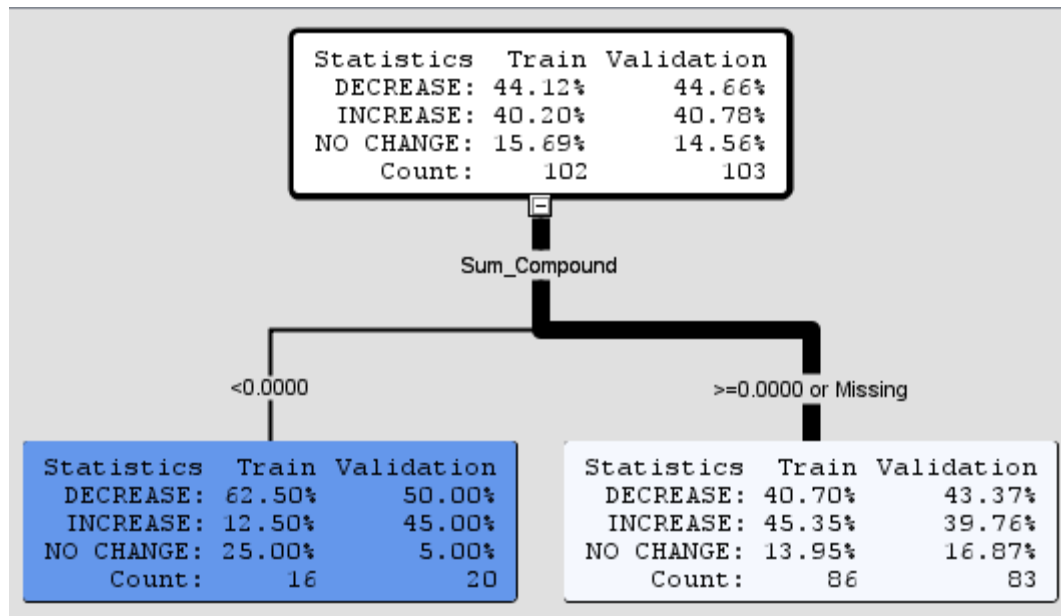 Statistics Train Validation
DECREASE: 44.12% 44.66%
INCREASE: 40.20% 40.78%
NO CHANGE: 15.69% 14.56%
Count: 102 103
Sum_Compound
<0.0000
>=0.0000 or Missing
Statistics Train Validation
DECREASE: 62.50% 50.00%
INCREASE: 12.50% 45.00%
NO CHANGE: 25.00% 5.00%
Count: 16 20
Statistics Train Validation
DECREASE: 40.70% 43.37%
INCREASE: 45.35% 39.76%
NO CHANGE: 13.95% 16.87%
Count: 86 83